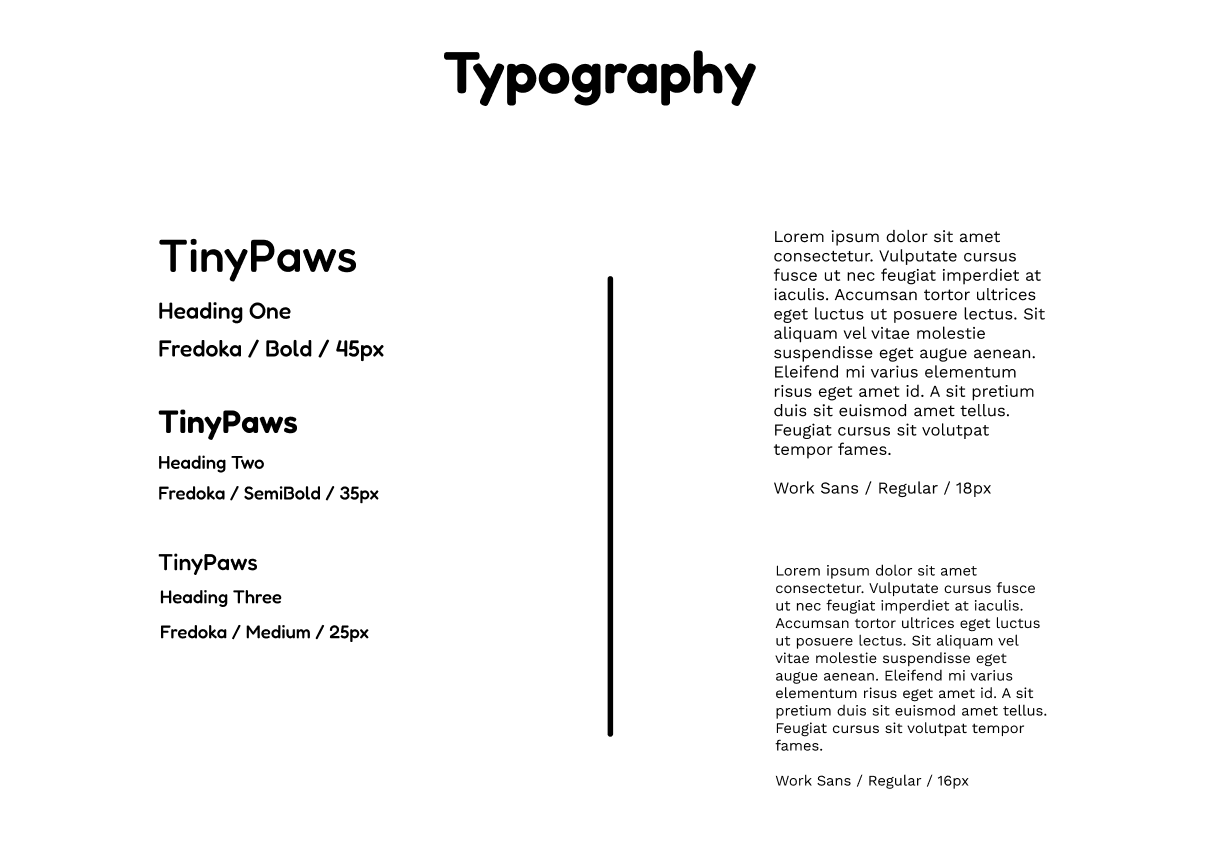 Typography
TinyPaws
Heading One
Fredoka / Bold / 45px
TinyPaws
Heading Two
Fredoka / SemiBold / 35px
TinyPaws
Heading Three
Fredoka / Medium / 25px
Lorem ipsum dolor sit amet
consectetur. Vulputate cursus
fusce ut nec feugiat imperdiet at
iaculis. Accumsan tortor ultrices
eget luctus ut posuere lectus. Sit
aliquam vel vitae molestie
suspendisse eget augue aenean.
Eleifend mi varius elementum
risus eget amet id. A sit pretium
duis sit euismod amet tellus.
Feugiat cursus sit volutpat
tempor fames.
Work Sans / Regular / 18px
Lorem ipsum dolor sit amet
consectetur. Vulputate cursus fusce
ut nec feugiat imperdiet at iaculis.
Accumsan tortor ultrices eget luctus
ut posuere lectus. Sit aliquam vel
vitae molestie suspendisse eget
augue aenean. Eleifend mi varius
elementum risus eget amet id. A sit
pretium duis sit euismod amet tellus.
Feugiat cursus sit volutpat tempor
fames.
Work Sans / Regular / 16px